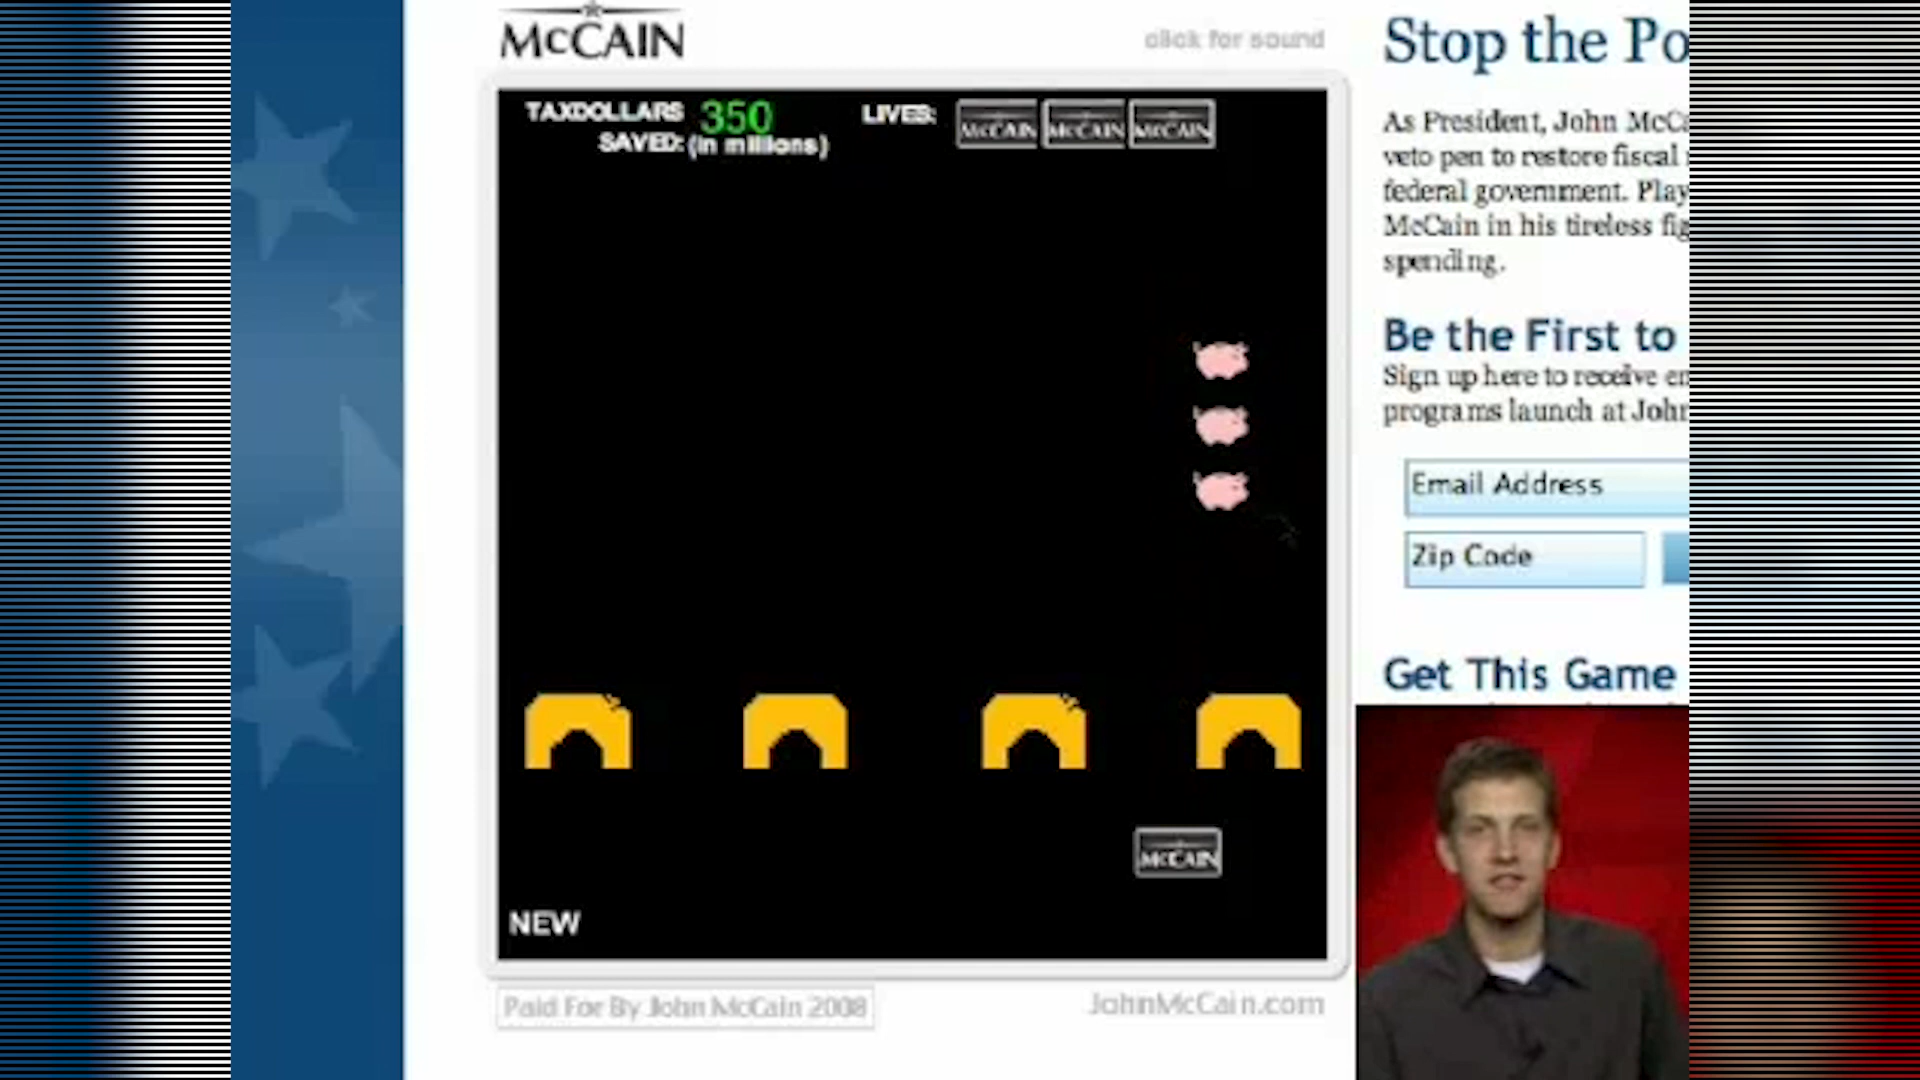 McCAIN
click for sound
TAXDOLLARS 350
SAVED: (in millions)
LIVES:
McCAIN McCAIN McCAIN
McCAIN
NEW
Paid For By John McCain 2008
JohnMcCain.com
Stop the Po
As President, John McCa
veto pen to restore fiscal
federal government. Play
McCain in his tireless fig
spending.
Be the First to
Sign up here to receive em
programs launch at John
Email Address
Zip Code
Get This Game